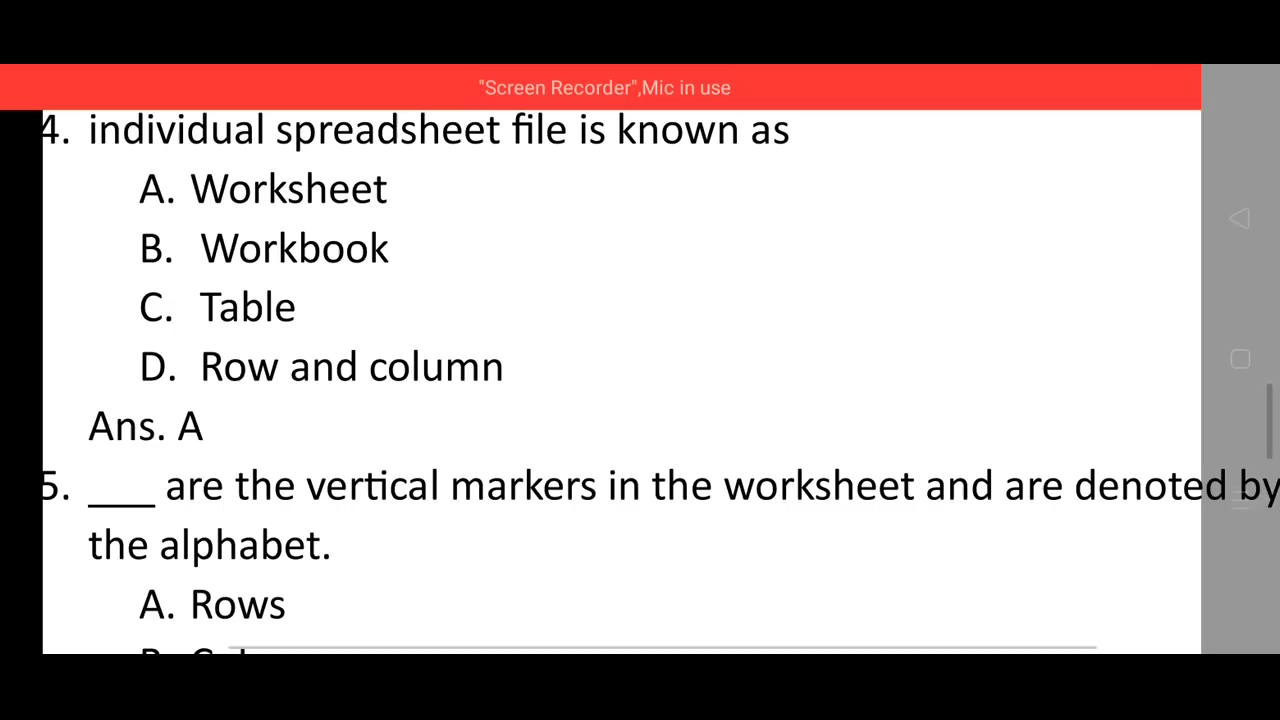 "Screen Recorder",Mic in use
4. individual spreadsheet file is known as
A. Worksheet
B. Workbook
C. Table
D. Row and column
Ans. A
5. ___ are the vertical markers in the worksheet and are denoted by
the alphabet.
A. Rows